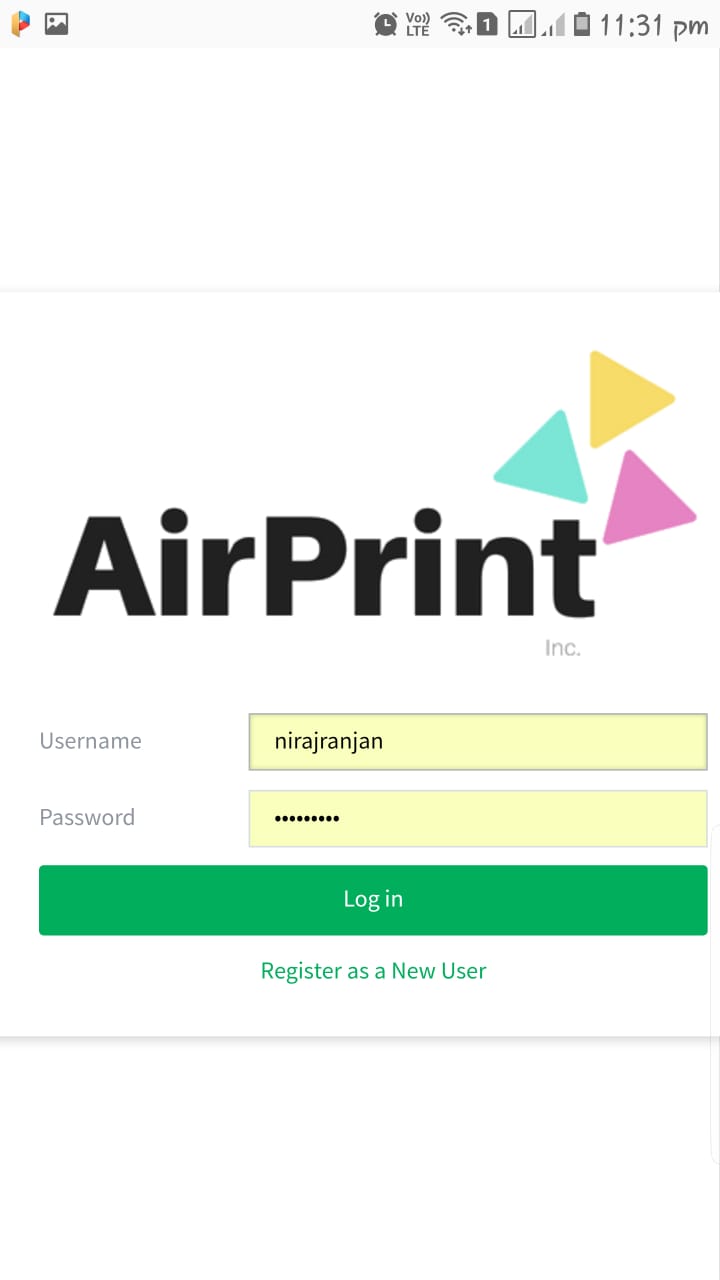 Vo)) LTE 1 11:31 pm
AirPrint
Inc.
Username nirajranjan
Password •••••••••
Log in
Register as a New User